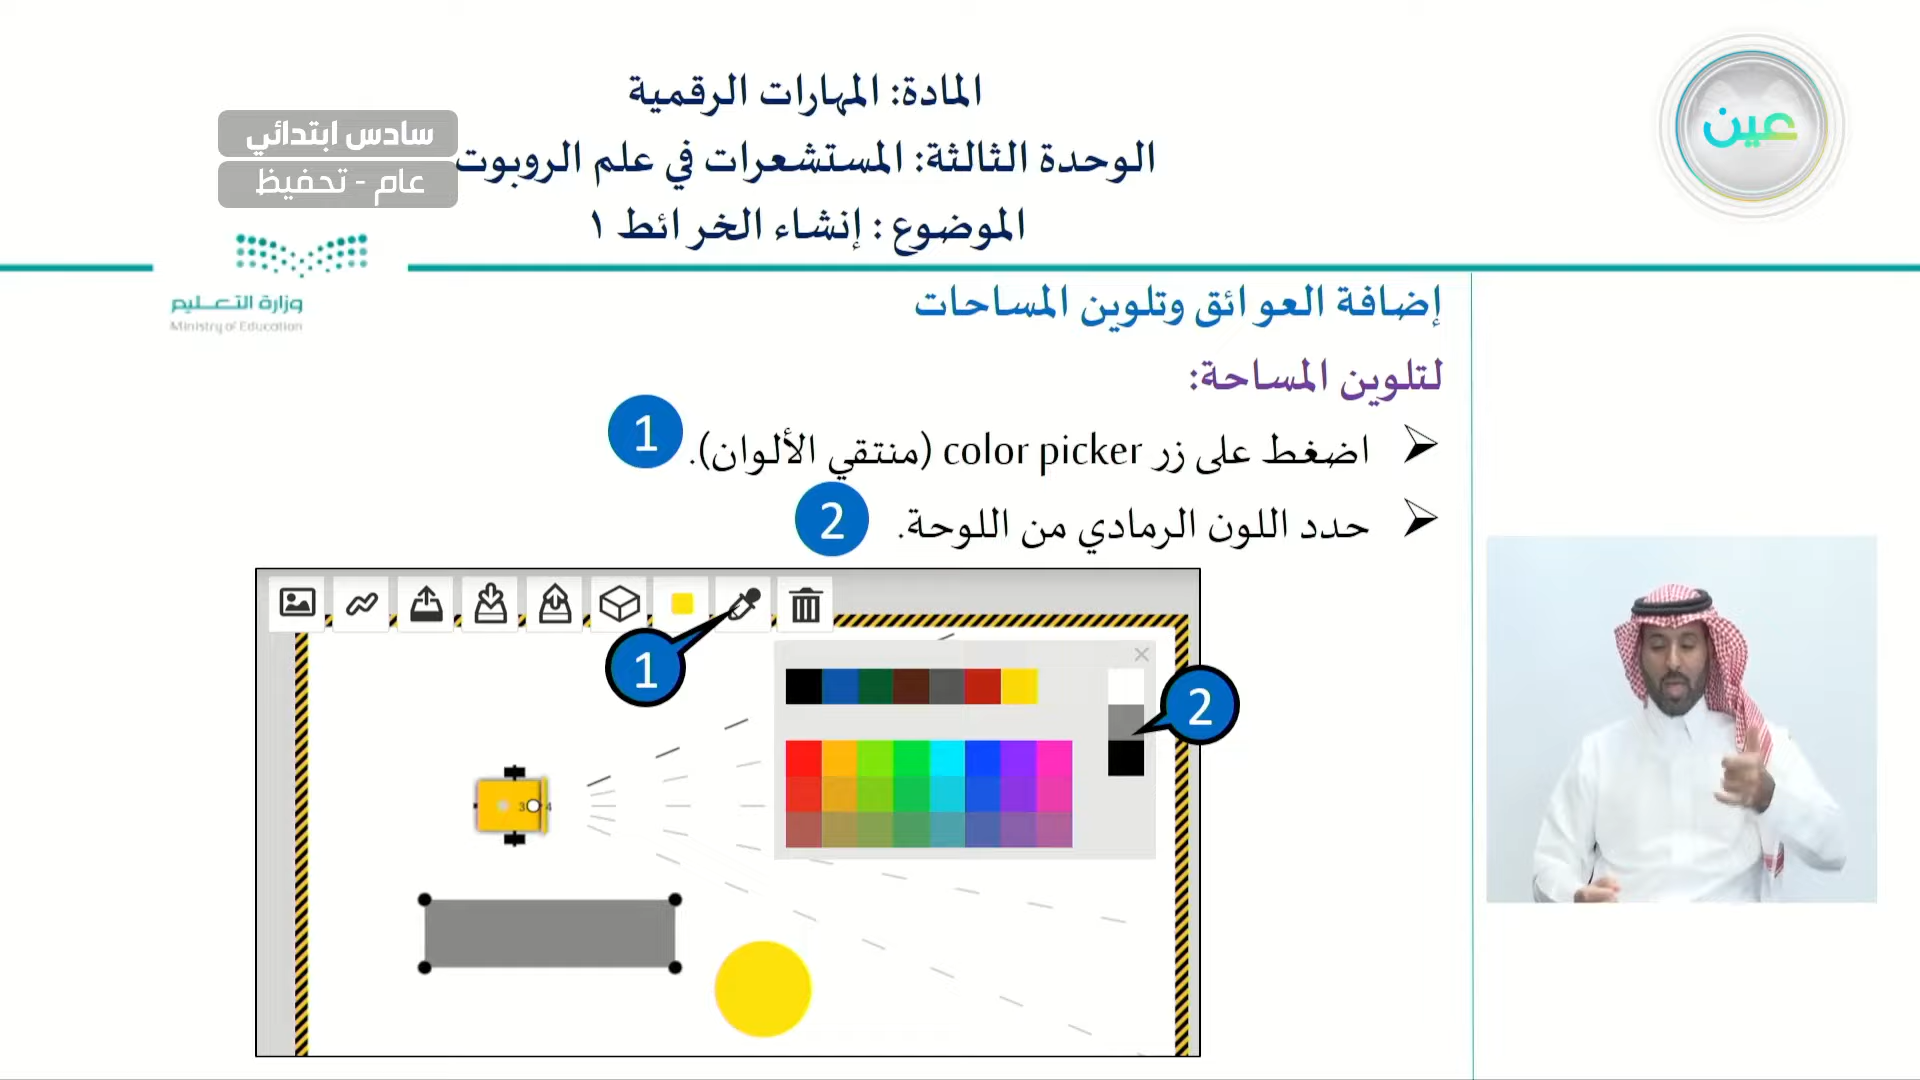 المادة: المهارات الرقمية
عين
سادس ابتدائي
الوحدة الثالثة: المستشعرات في علم الروبوت
عام - تحفيظ
الموضوع : إنشاء الخرائط ١
وزارة التعليم
Ministry of Education
إضافة العوائق وتلوين المساحات
لتلوين المساحة:
اضغط على زر color picker (منتقي الألوان). 1
حدد اللون الرمادي من اللوحة. 2
1
2
3 4